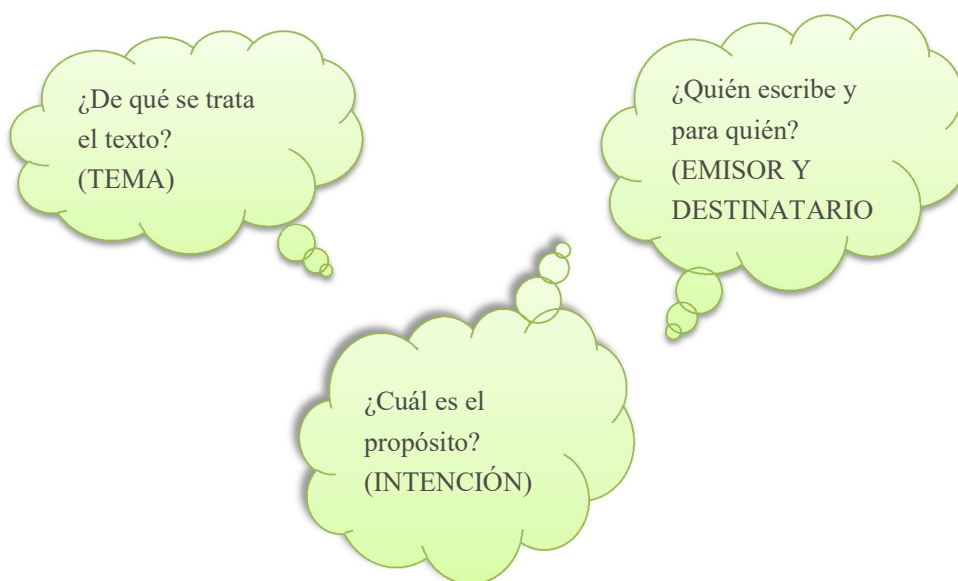 ¿De qué se trata
el texto?
(TEMA)
¿Quién escribe y
para quién?
(EMISOR Y
DESTINATARIO
¿Cuál es el
propósito?
(INTENCIÓN)